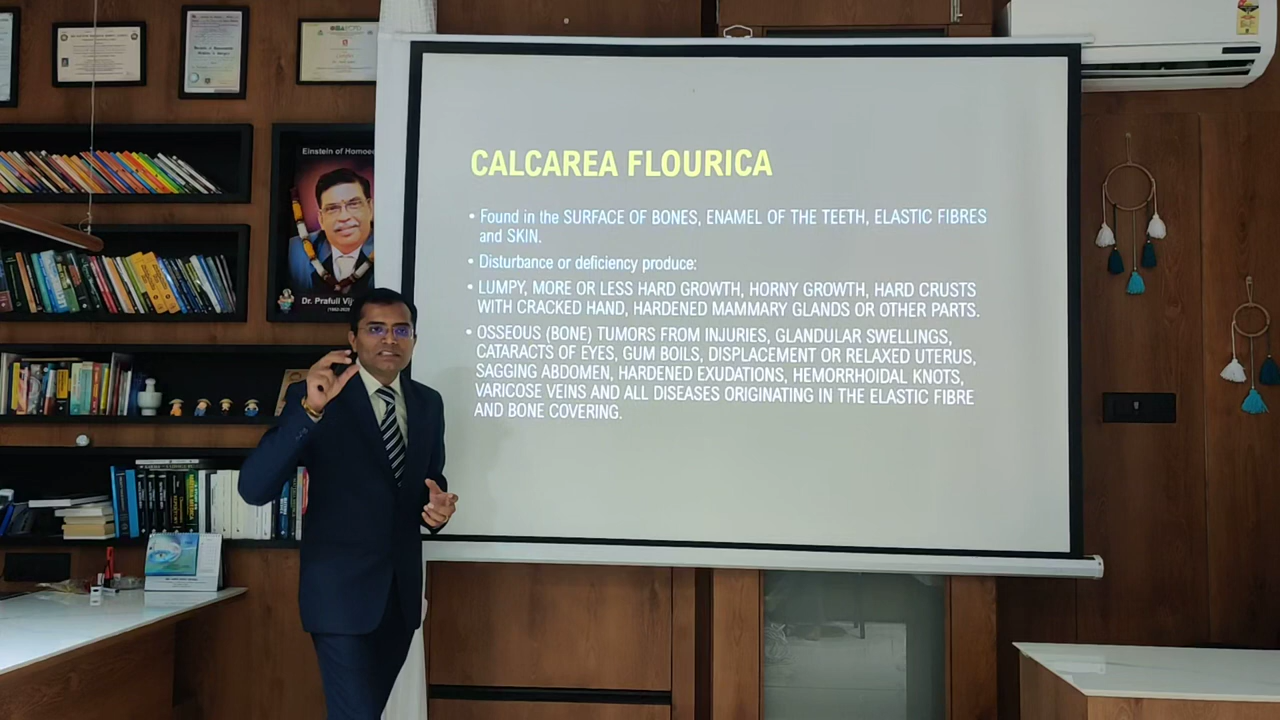 Einstein of Homoeo
Dr. Prafull Vij
CALCAREA FLOURICA
• Found in the SURFACE OF BONES, ENAMEL OF THE TEETH, ELASTIC FIBRES
and SKIN.
• Disturbance or deficiency produce:
• LUMPY, MORE OR LESS HARD GROWTH, HORNY GROWTH, HARD CRUSTS
WITH CRACKED HAND, HARDENED MAMMARY GLANDS OR OTHER PARTS.
• OSSEOUS (BONE) TUMORS FROM INJURIES, GLANDULAR SWELLINGS,
CATARACTS OF EYES, GUM BOILS, DISPLACEMENT OR RELAXED UTERUS,
SAGGING ABDOMEN, HARDENED EXUDATIONS, HEMORRHOIDAL KNOTS,
VARICOSE VEINS AND ALL DISEASES ORIGINATING IN THE ELASTIC FIBRE
AND BONE COVERING.